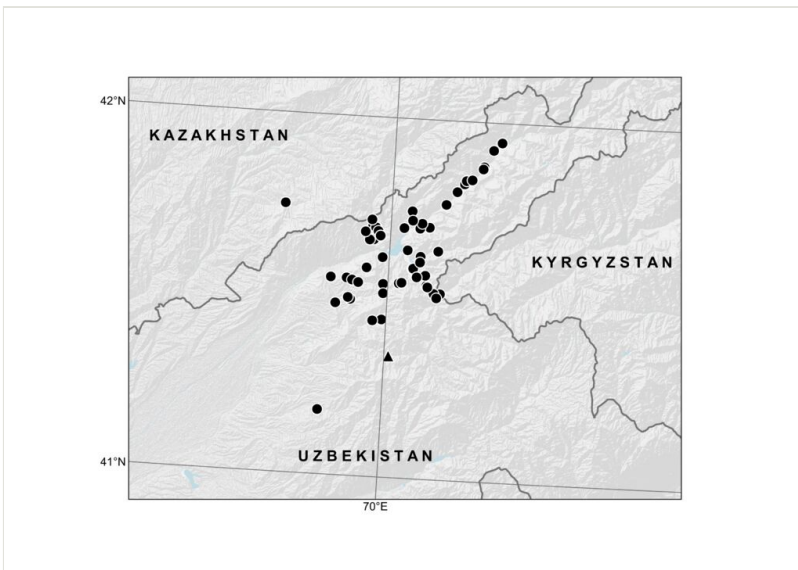 42°N
KAZAKHSTAN
KYRGYZSTAN
UZBEKISTAN
41°N
70°E